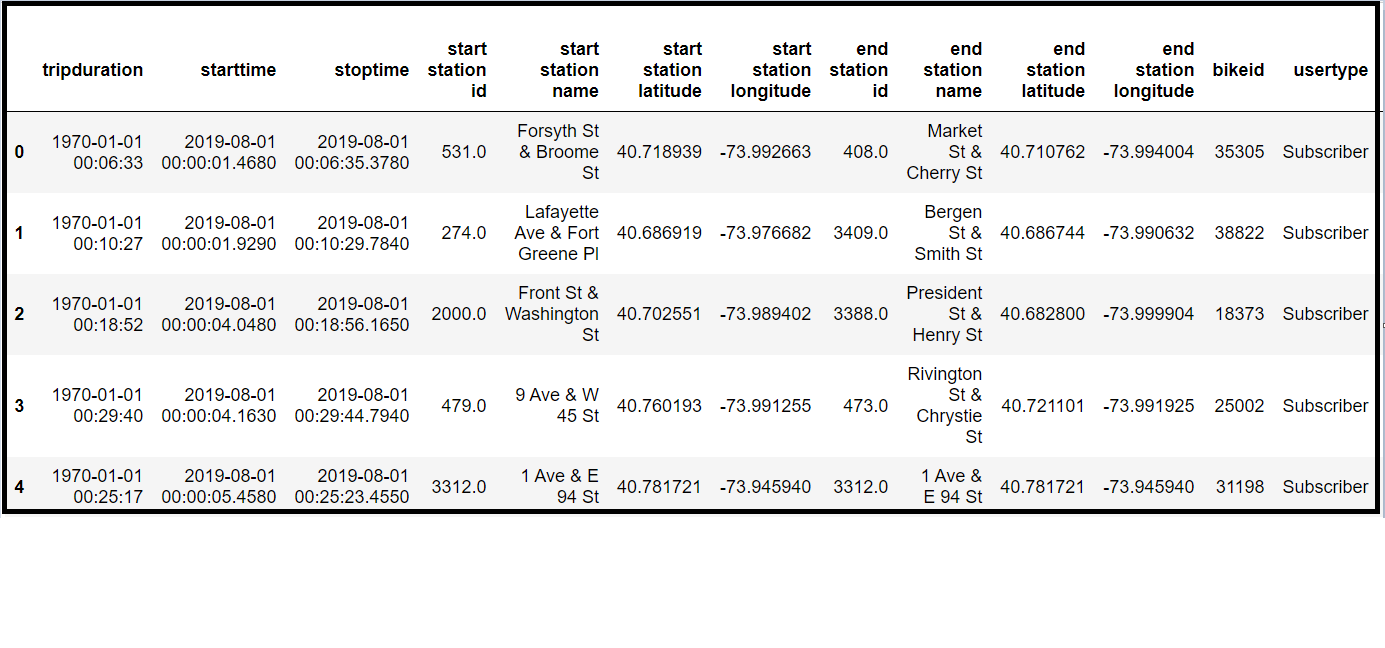 tripduration starttime stoptime start station id start station name start station latitude start station longitude end station id end station name end station latitude end station longitude bikeid usertype
0 1970-01-01 00:06:33 2019-08-01 00:00:01.4680 2019-08-01 00:06:35.3780 531.0 Forsyth St & Broome St 40.718939 -73.992663 408.0 Market St & Cherry St 40.710762 -73.994004 35305 Subscriber
1 1970-01-01 00:10:27 2019-08-01 00:00:01.9290 2019-08-01 00:10:29.7840 274.0 Lafayette Ave & Fort Greene Pl 40.686919 -73.976682 3409.0 Bergen St & Smith St 40.686744 -73.990632 38822 Subscriber
2 1970-01-01 00:18:52 2019-08-01 00:00:04.0480 2019-08-01 00:18:56.1650 2000.0 Front St & Washington St 40.702551 -73.989402 3388.0 President St & Henry St 40.682800 -73.999904 18373 Subscriber
3 1970-01-01 00:29:40 2019-08-01 00:00:04.1630 2019-08-01 00:29:44.7940 479.0 9 Ave & W 45 St 40.760193 -73.991255 473.0 Rivington St & Chrystie St 40.721101 -73.991925 25002 Subscriber
4 1970-01-01 00:25:17 2019-08-01 00:00:05.4580 2019-08-01 00:25:23.4550 3312.0 1 Ave & E 94 St 40.781721 -73.945940 3312.0 1 Ave & E 94 St 40.781721 -73.945940 31198 Subscriber